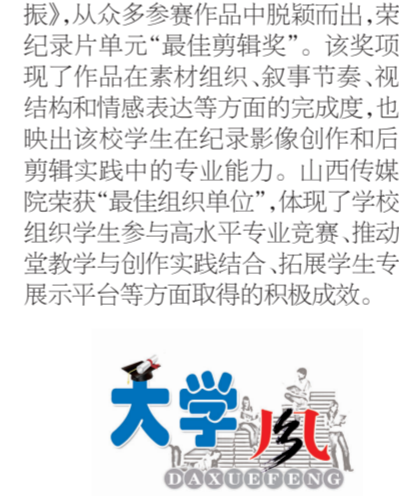 振》，从众多参赛作品中脱颖而出，荣
纪录片单元“最佳剪辑奖”。该奖项
现了作品在素材组织、叙事节奏、视
结构和情感表达等方面的完成度，也
映出该校学生在纪录影像创作和后
剪辑实践中的专业能力。山西传媒
院荣获“最佳组织单位”，体现了学校
组织学生参与高水平专业竞赛、推动
堂教学与创作实践结合、拓展学生专
展示平台等方面取得的积极成效。
大学风
DAXUEFENG